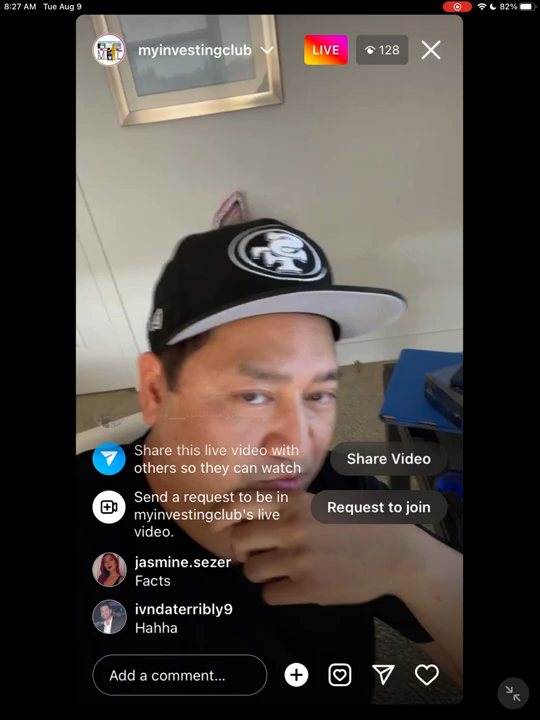 8:27 AM Tue Aug 9
82%
myinvestingclub
LIVE
128
Share this live video with
others so they can watch
Share Video
Send a request to be in
myinvestingclub's live
video.
Request to join
jasmine.sezer
Facts
ivndaterribly9
Hahha
Add a comment...